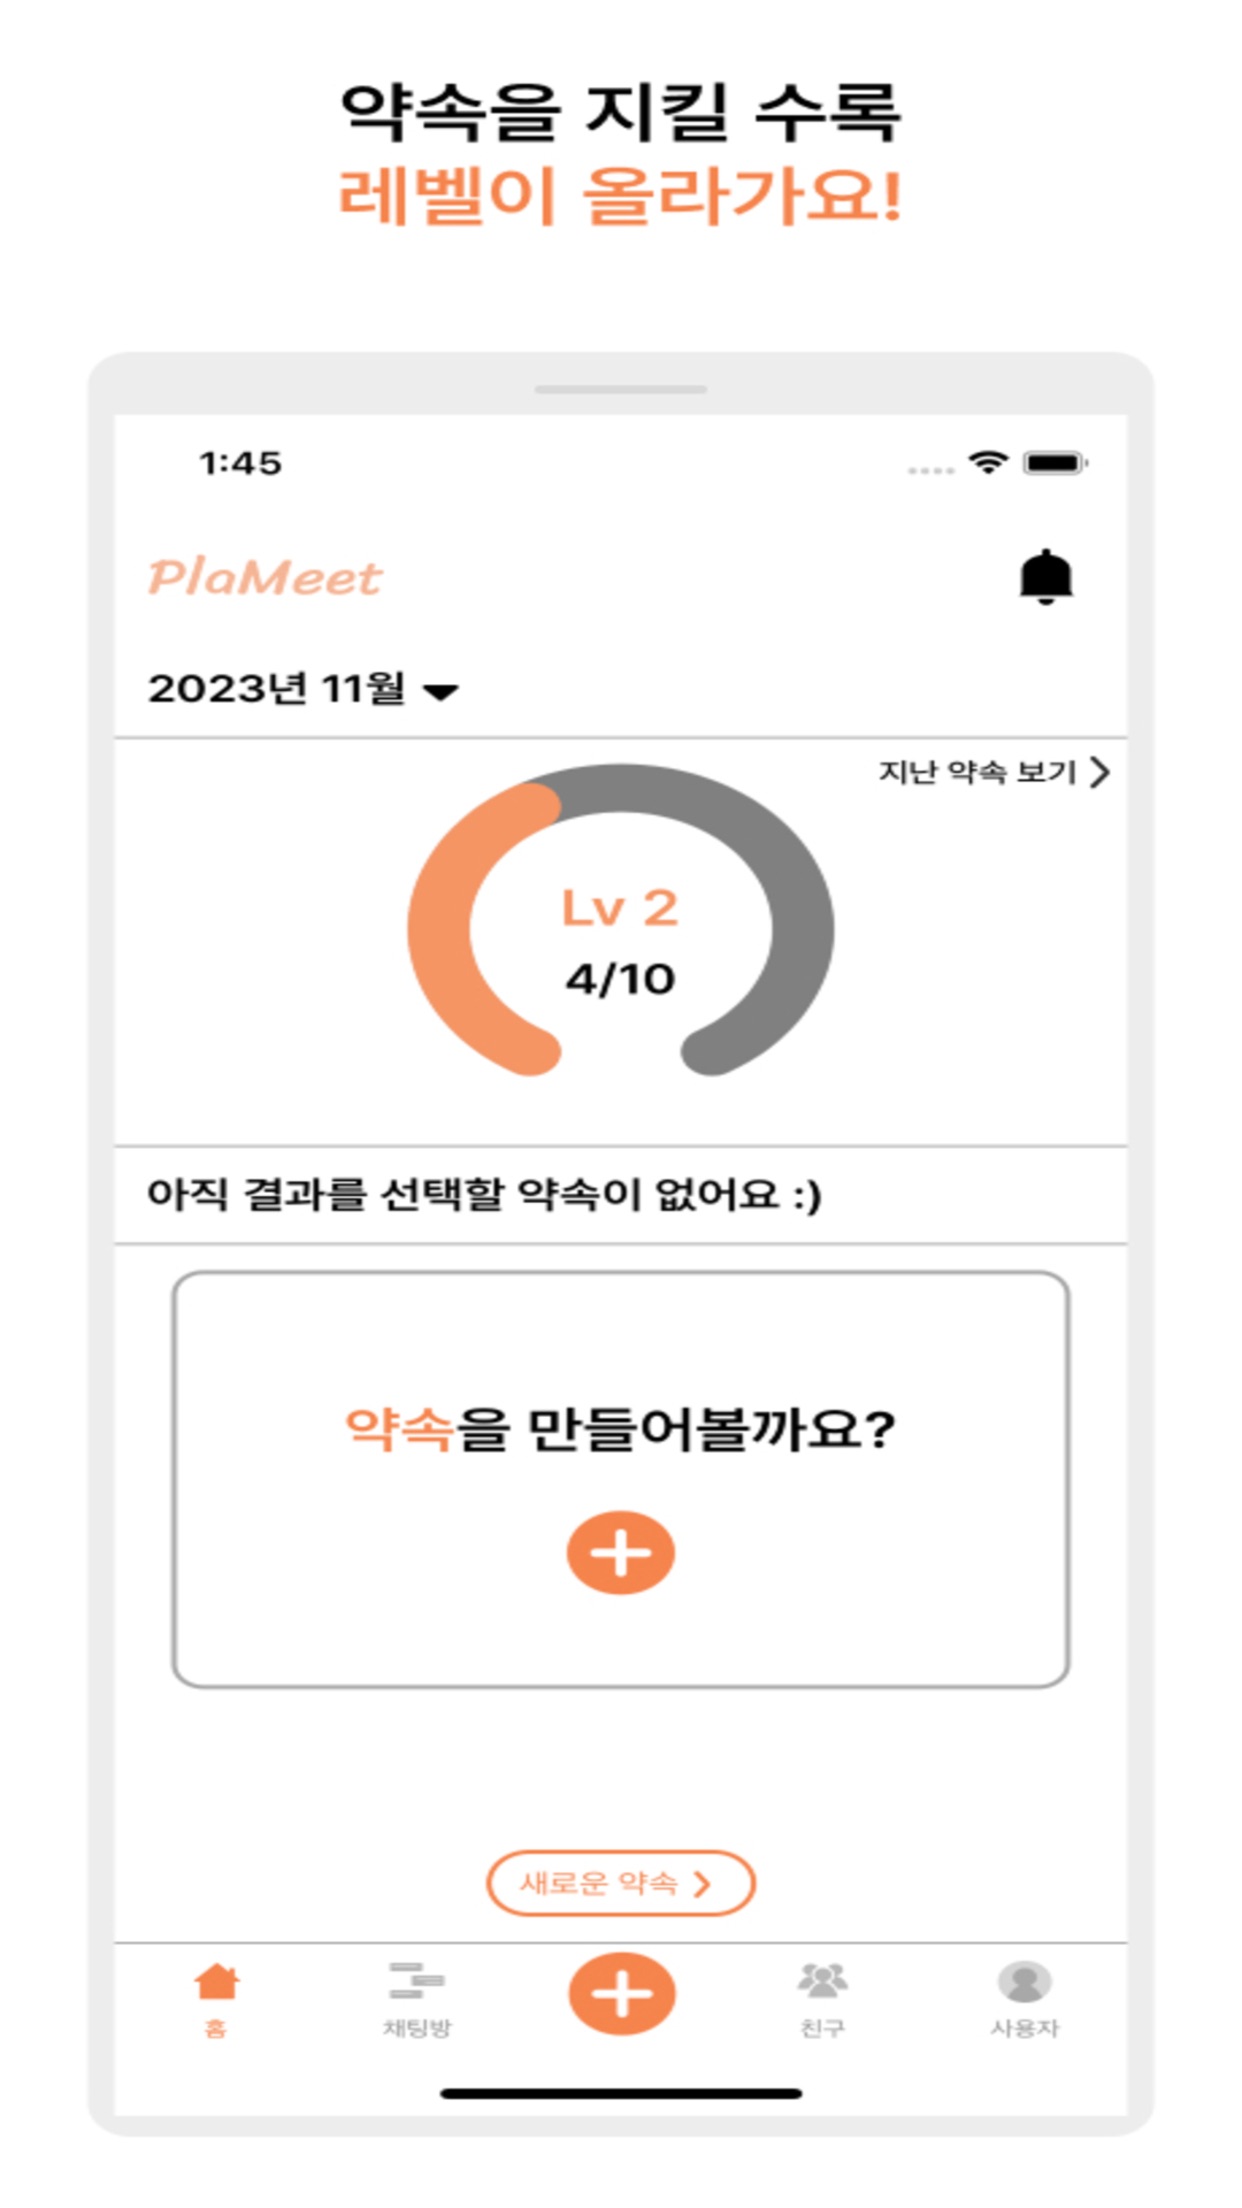 약속을 지킬 수록
레벨이 올라가요!
1:45
PlaMeet
2023년 11월
지난 약속 보기
Lv 2
4/10
아직 결과를 선택할 약속이 없어요 :)
약속을 만들어볼까요?
새로운 약속
홈
채팅방
친구
사용자